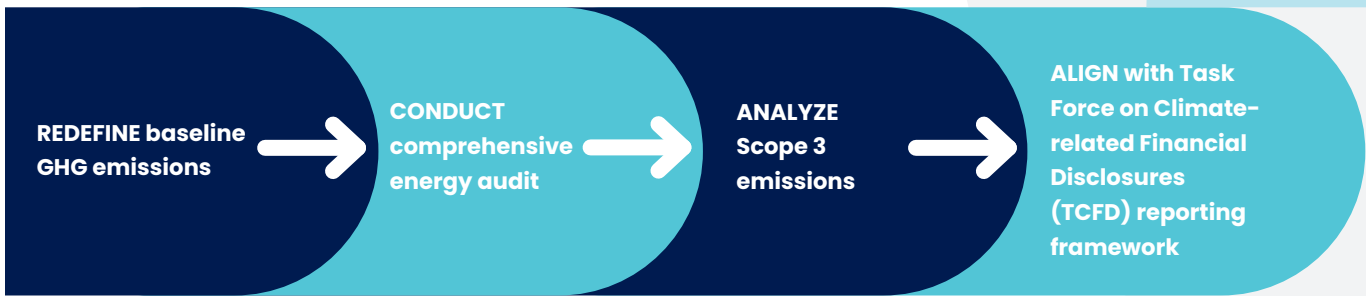 REDEFINE baseline
GHG emissions
CONDUCT
comprehensive
energy audit
ANALYZE
Scope 3
emissions
ALIGN with Task
Force on Climate-
related Financial
Disclosures
(TCFD) reporting
framework